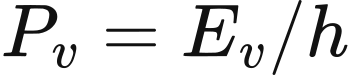 P_v = E_v/h